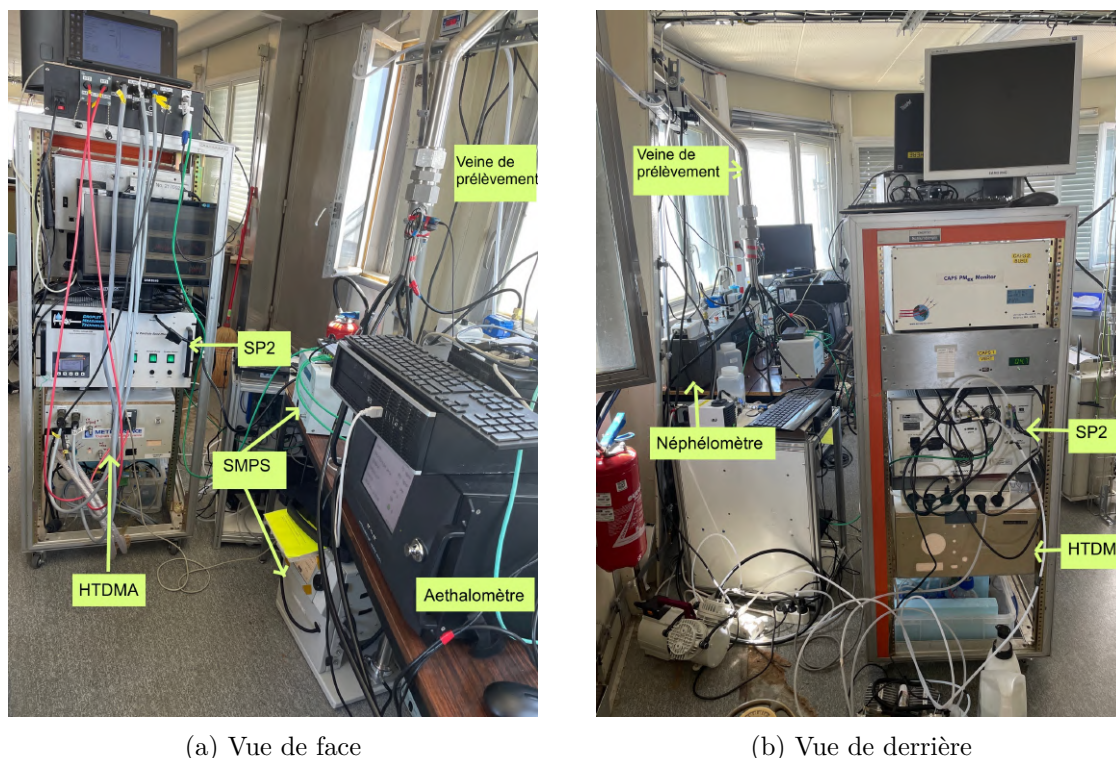 Veine de
prélèvement
SP2
SMPS
HTDMA
Aethalomètre
(a) Vue de face
Veine de
prélèvement
CAPS PM
Monitor
Néphélomètre
SP2
HTDM
(b) Vue de derrière